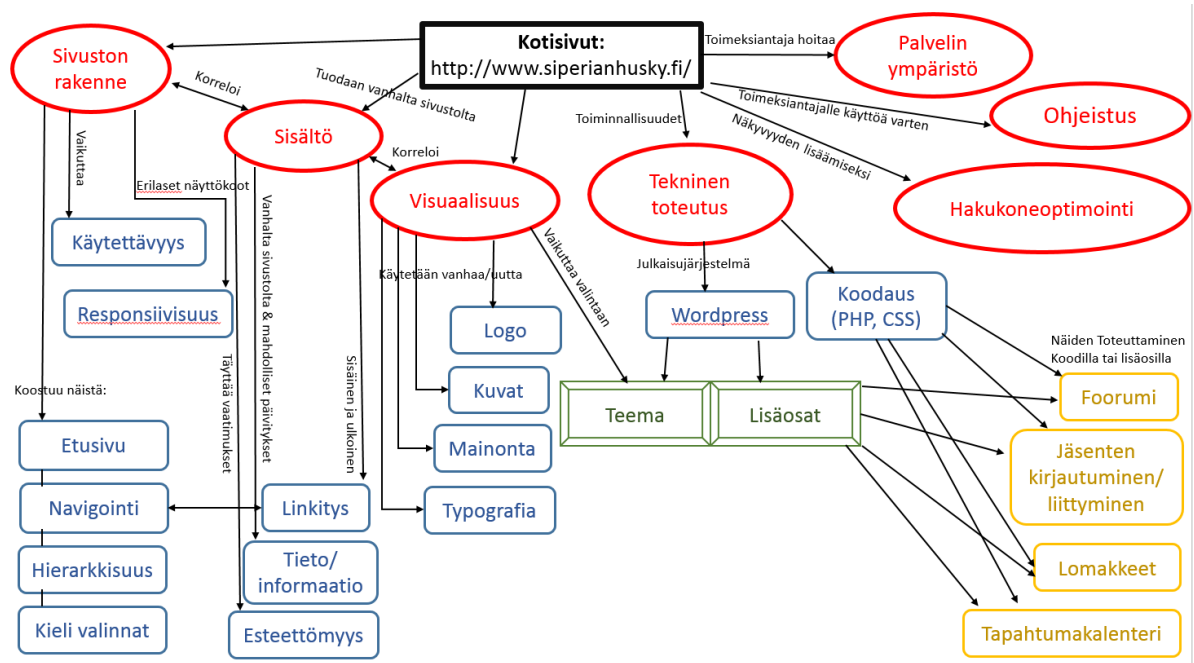 Kotisivut:
http://www.siperianhusky.fi/
Sivuston
rakenne
Korreloi
Tuodaan vanhalta sivustolta
Sisältö
Korreloi
Visuaalisuus
Toiminnallisuudet
Tekninen
toteutus
Toimeksiantaja hoitaa
Palvelin
ympäristö
Toimeksiantajalle käyttöä varten
Ohjeistus
Näkyvyyden lisäämiseksi
Hakukoneoptimointi
Vaikuttaa
Käytettävyys
Erilaset näyttökoot
Responsiivisuus
Koostuu näistä:
Etusivu
Navigointi
Hierarkkisuus
Kieli valinnat
Täyttää vaatimukset
Vanhalta sivustolta & mahdolliset päivitykset
Sisäinen ja ulkoinen
Linkitys
Tieto/
informaatio
Esteettömyys
Käytetään vanhaa/uutta
Logo
Kuvat
Mainonta
Typografia
Vaikuttaa valintaan
Julkaisujärjestelmä
Wordpress
Koodaus
(PHP, CSS)
Teema
Lisäosat
Näiden Toteuttaminen
Koodilla tai lisäosilla
Foorumi
Jäsenten
kirjautuminen/
liittyminen
Lomakkeet
Tapahtumakalenteri